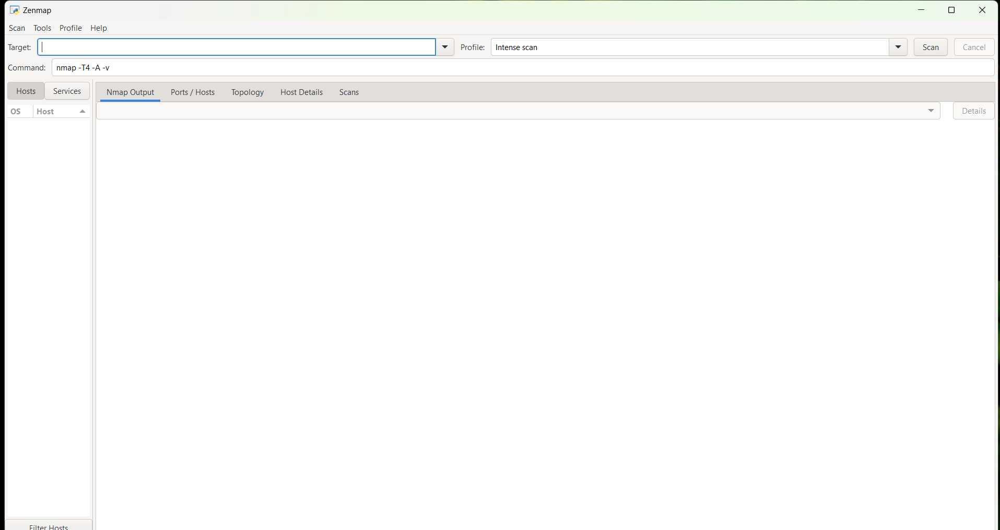 Zenmap
Scan Tools Profile Help
Target: Profile: Intense scan Scan Cancel
Command: nmap -T4 -A -v
Hosts Services Nmap Output Ports / Hosts Topology Host Details Scans
OS Host Details
Filter Hosts